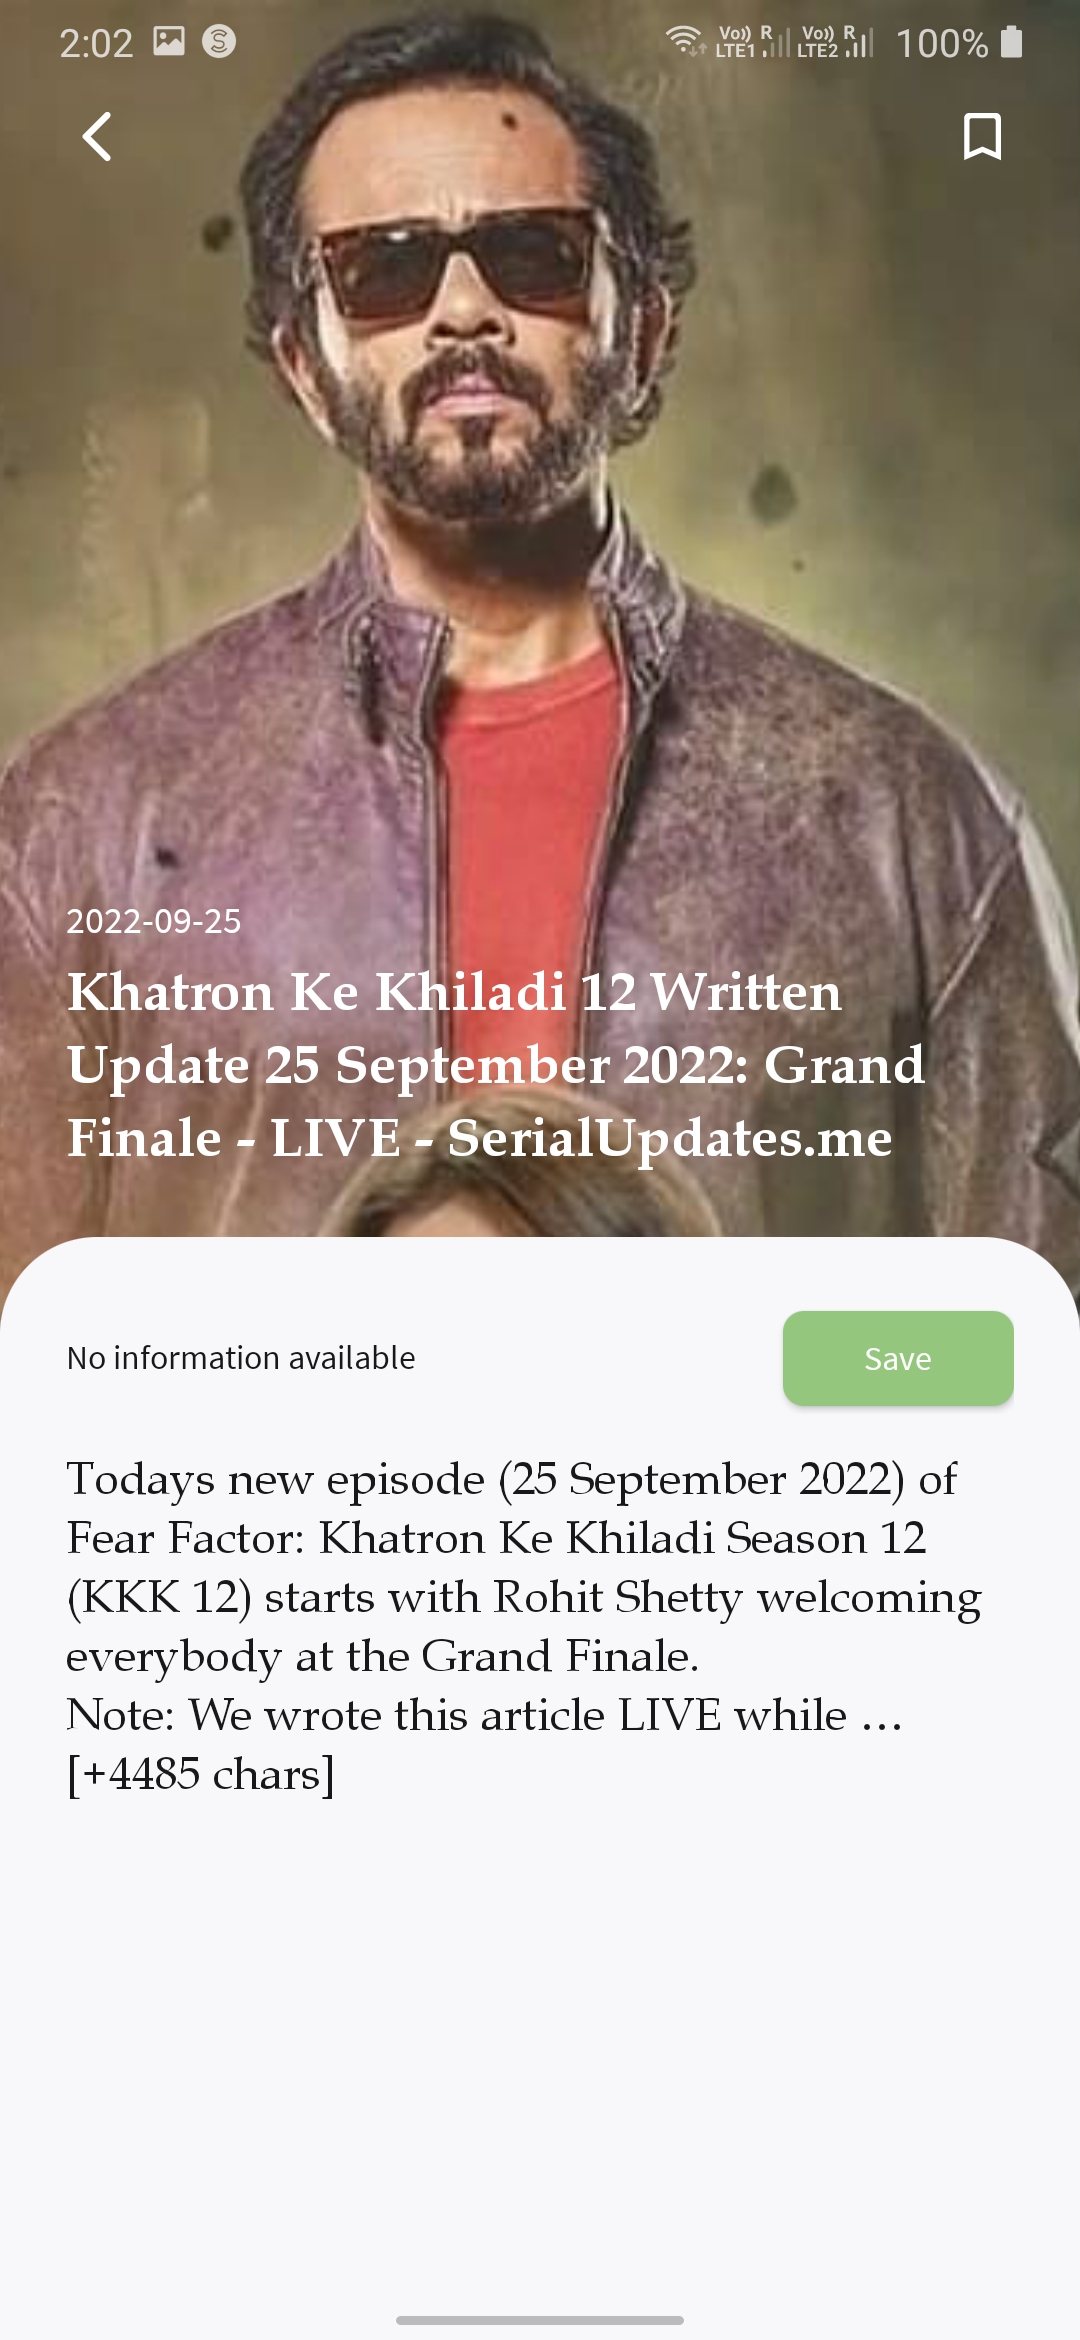 2:02
Vo)) R Vo)) R 100%
LTE1 LTE2
2022-09-25
Khatron Ke Khiladi 12 Written
Update 25 September 2022: Grand
Finale - LIVE - SerialUpdates.me
No information available
Save
Todays new episode (25 September 2022) of
Fear Factor: Khatron Ke Khiladi Season 12
(KKK 12) starts with Rohit Shetty welcoming
everybody at the Grand Finale.
Note: We wrote this article LIVE while …
[+4485 chars]